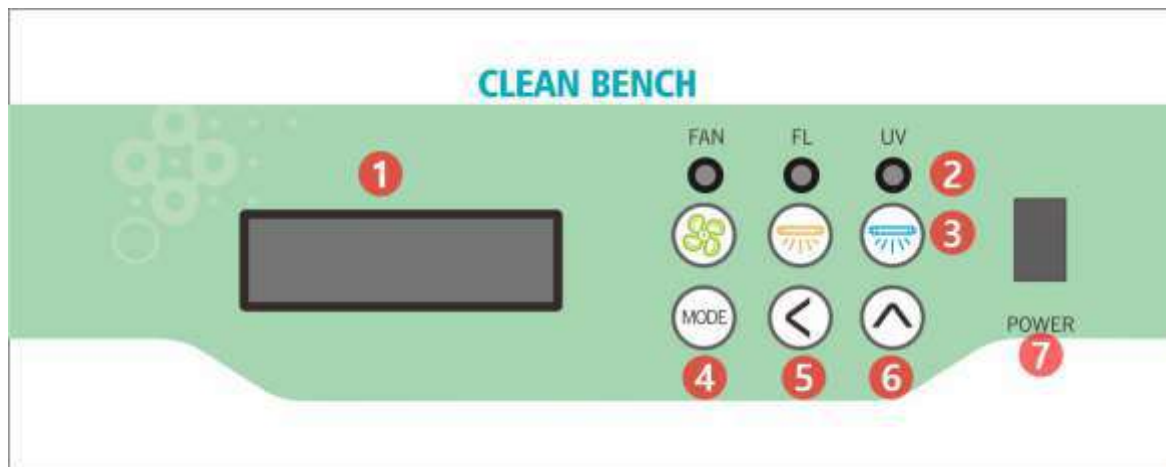 CLEAN BENCH
FAN FL UV
1
2
3
MODE
POWER
4 5 6 7